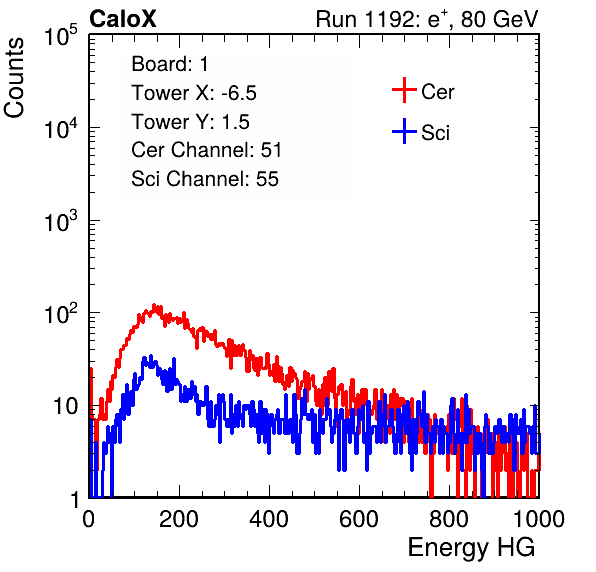 CaloX Run 1192: e⁺, 80 GeV
Counts
Board: 1
Tower X: -6.5
Tower Y: 1.5
Cer Channel: 51
Sci Channel: 55
Cer
Sci
10⁵
10⁴
10³
10²
10
1
0 200 400 600 800 1000
Energy HG